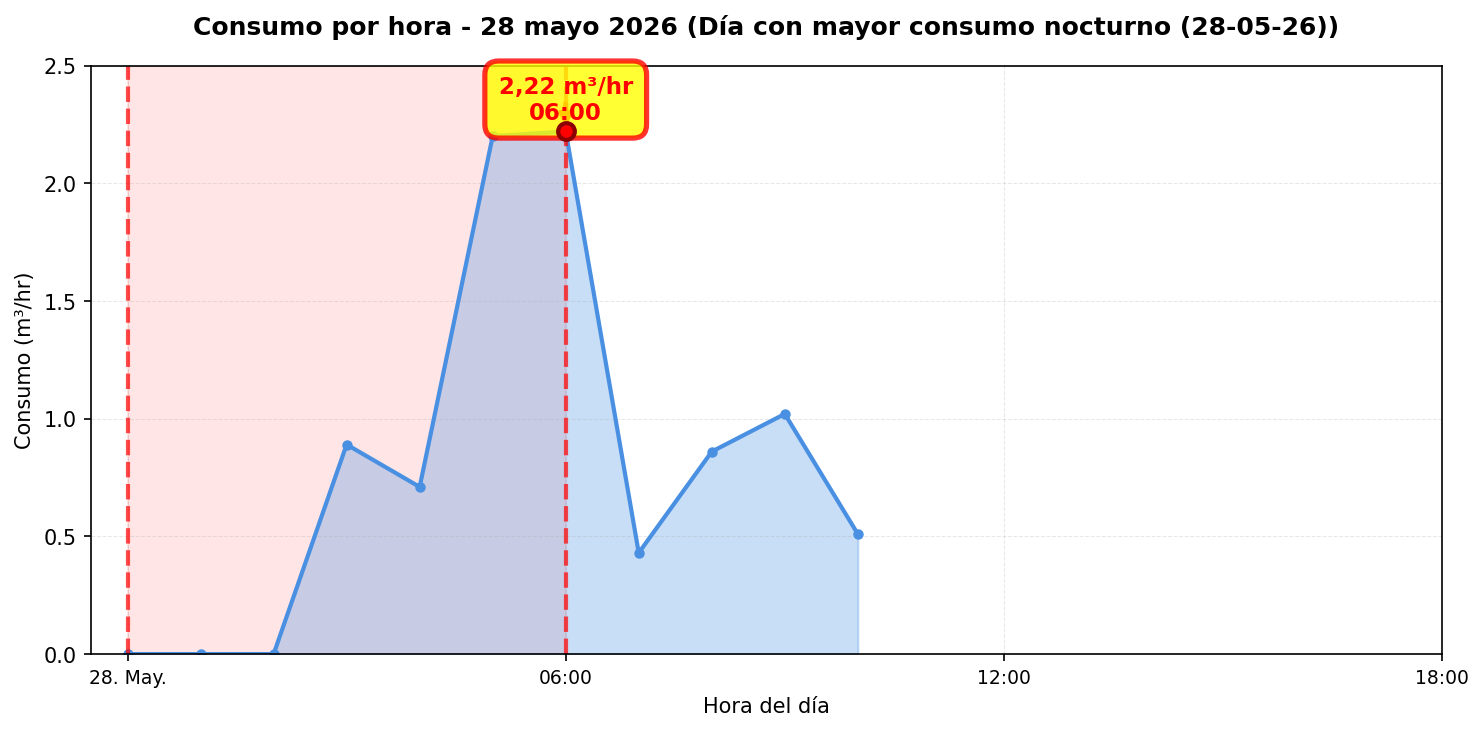 Consumo por hora - 28 mayo 2026 (Día con mayor consumo nocturno (28-05-26))
2,22 m³/hr
06:00
Consumo (m³/hr)
2.5
2.0
1.5
1.0
0.5
0.0
28. May.
06:00
12:00
18:00
Hora del día